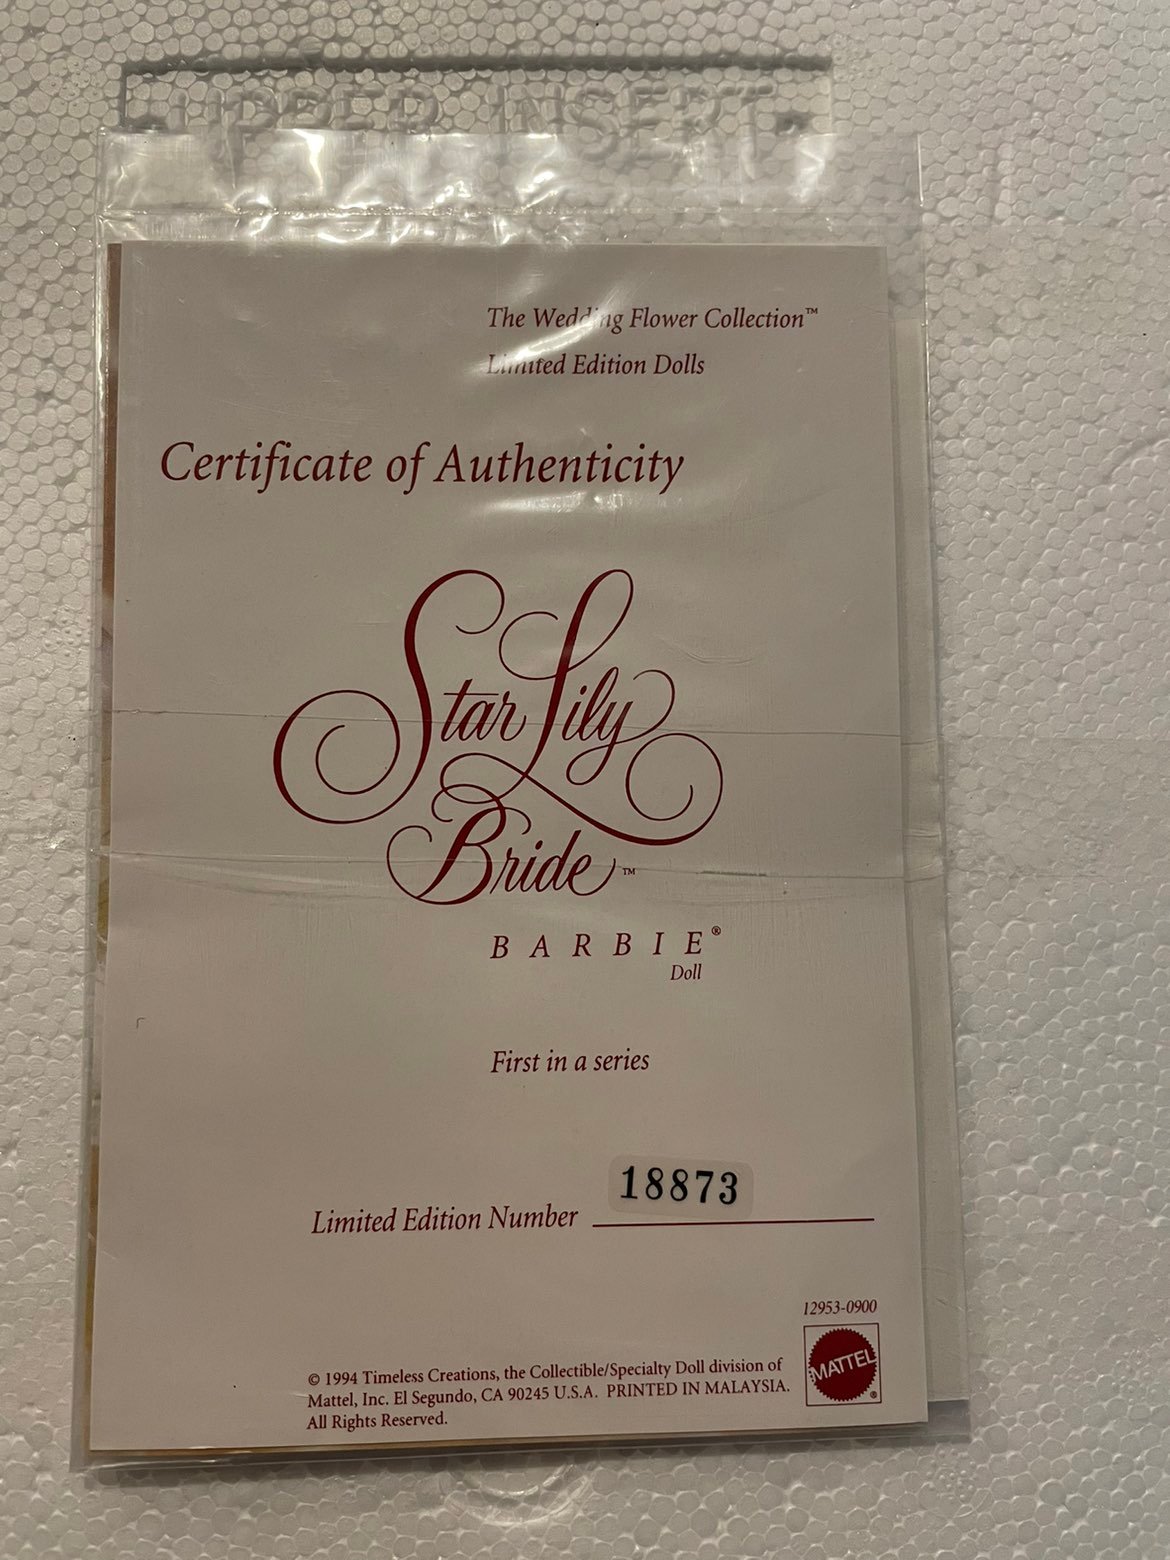 UPPER INSERT
The Wedding Flower Collection™
Limited Edition Dolls
Certificate of Authenticity
Star Lily
Bride™
BARBIE®
Doll
First in a series
18873
Limited Edition Number
12953-0900
MATTEL®
© 1994 Timeless Creations, the Collectible/Specialty Doll division of
Mattel, Inc. El Segundo, CA 90245 U.S.A. PRINTED IN MALAYSIA.
All Rights Reserved.